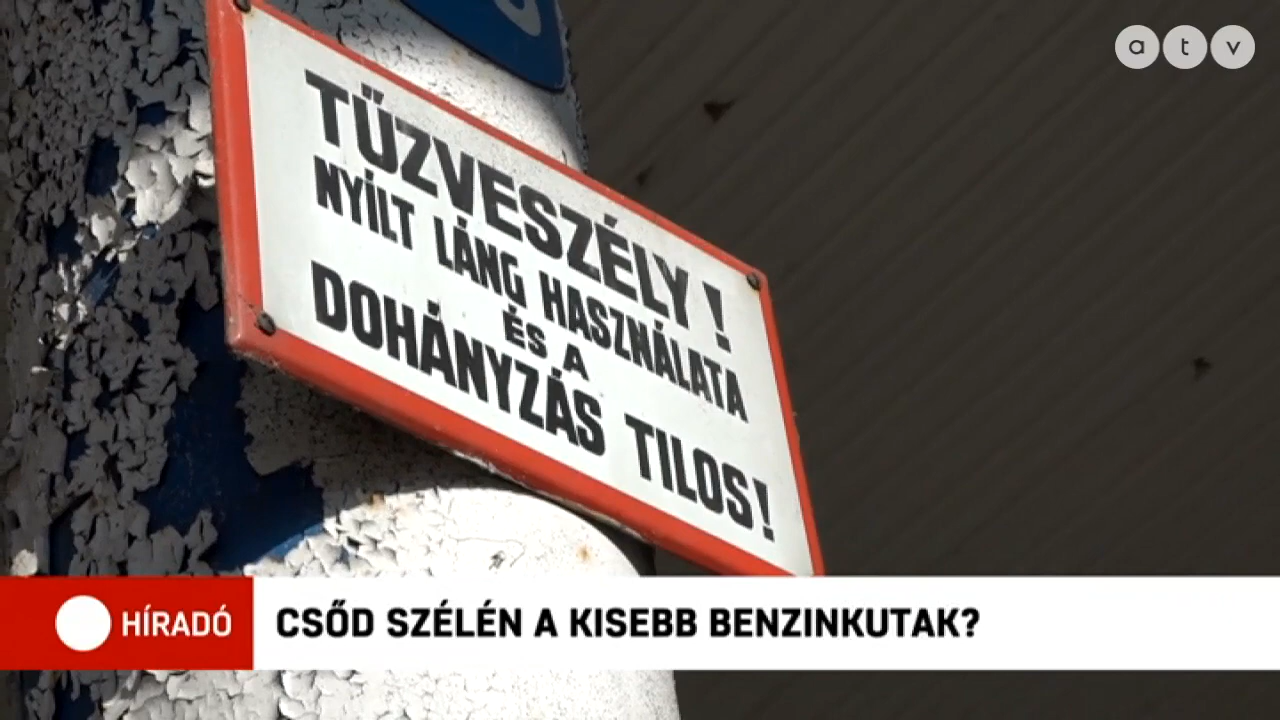 atv
TŰZVESZÉLY!
NYÍLT LÁNG HASZNÁLATA
ÉS A
DOHÁNYZÁS TILOS!
HÍRADÓ
CSŐD SZÉLÉN A KISEBB BENZINKUTAK?